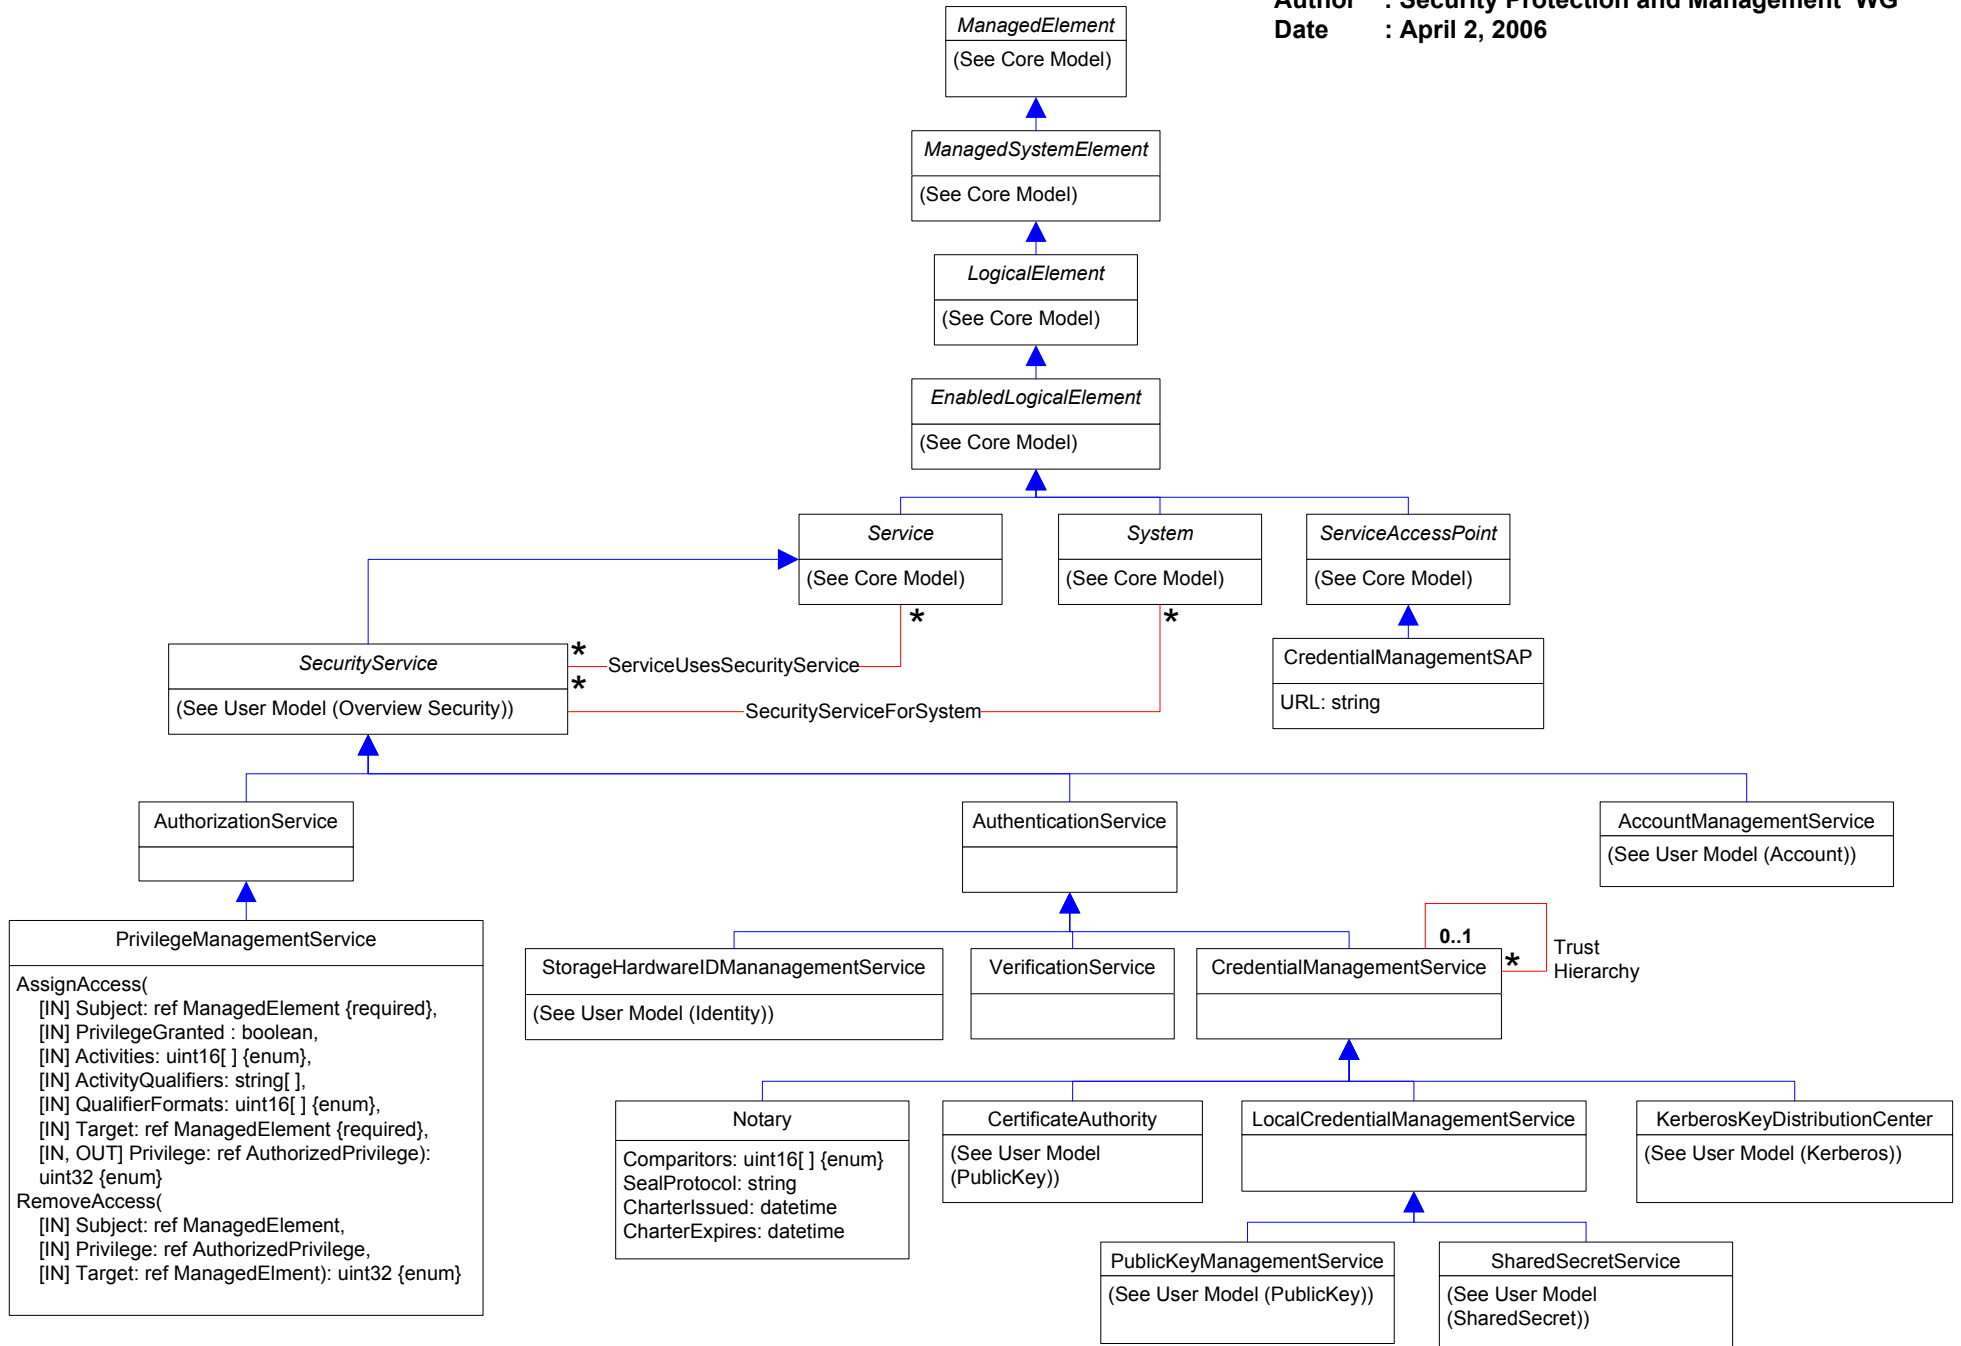 Author : Security Protection and Management WG
Date : April 2, 2006
ManagedElement
(See Core Model)
ManagedSystemElement
(See Core Model)
LogicalElement
(See Core Model)
EnabledLogicalElement
(See Core Model)
Service
(See Core Model)
System
(See Core Model)
ServiceAccessPoint
(See Core Model)
*
*
SecurityService
(See User Model (Overview Security))
*
ServiceUsesSecurityService
*
SecurityServiceForSystem
CredentialManagementSAP
URL: string
AuthorizationService
AuthenticationService
AccountManagementService
(See User Model (Account))
PrivilegeManagementService
AssignAccess(
[IN] Subject: ref ManagedElement {required},
[IN] PrivilegeGranted : boolean,
[IN] Activities: uint16[ ] {enum},
[IN] ActivityQualifiers: string[ ],
[IN] QualifierFormats: uint16[ ] {enum},
[IN] Target: ref ManagedElement {required},
[IN, OUT] Privilege: ref AuthorizedPrivilege):
uint32 {enum}
RemoveAccess(
[IN] Subject: ref ManagedElement,
[IN] Privilege: ref AuthorizedPrivilege,
[IN] Target: ref ManagedElment): uint32 {enum}
StorageHardwareIDMananagementService
(See User Model (Identity))
VerificationService
CredentialManagementService
0..1
*
Trust
Hierarchy
Notary
Comparitors: uint16[ ] {enum}
SealProtocol: string
CharterIssued: datetime
CharterExpires: datetime
CertificateAuthority
(See User Model
(PublicKey))
LocalCredentialManagementService
KerberosKeyDistributionCenter
(See User Model (Kerberos))
PublicKeyManagementService
(See User Model (PublicKey))
SharedSecretService
(See User Model
(SharedSecret))